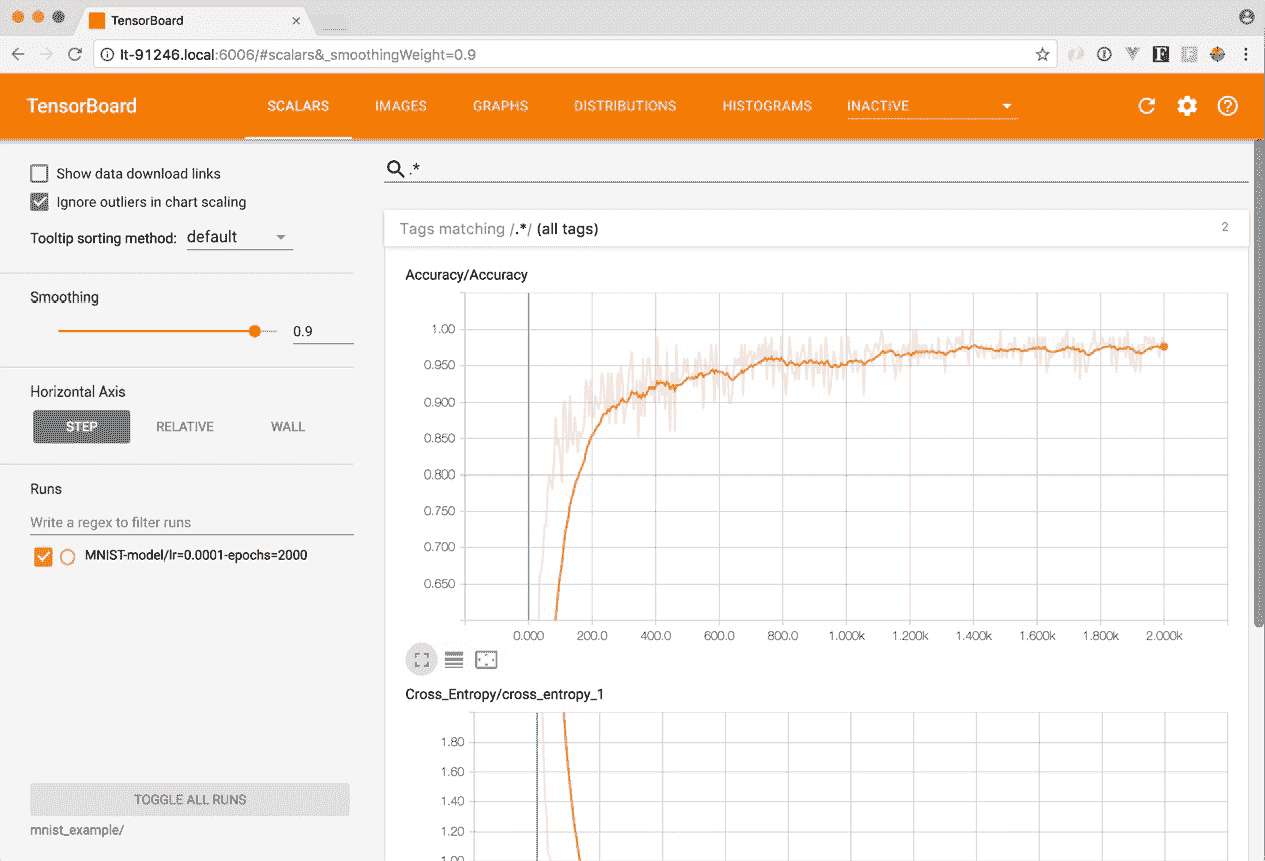 TensorBoard
lt-91246.local:6006/#scalars&_smoothingWeight=0.9
TensorBoard SCALARS IMAGES GRAPHS DISTRIBUTIONS HISTOGRAMS INACTIVE
Show data download links
Ignore outliers in chart scaling
Tooltip sorting method: default
Smoothing
0.9
Horizontal Axis
STEP RELATIVE WALL
Runs
Write a regex to filter runs
MNIST-model/lr=0.0001-epochs=2000
TOGGLE ALL RUNS
mnist_example/
.*
Tags matching /.*/ (all tags) 2
Accuracy/Accuracy
1.00
0.950
0.900
0.850
0.800
0.750
0.700
0.650
0.000 200.0 400.0 600.0 800.0 1.000k 1.200k 1.400k 1.600k 1.800k 2.000k
Cross_Entropy/cross_entropy_1
1.80
1.60
1.40
1.20
1.00